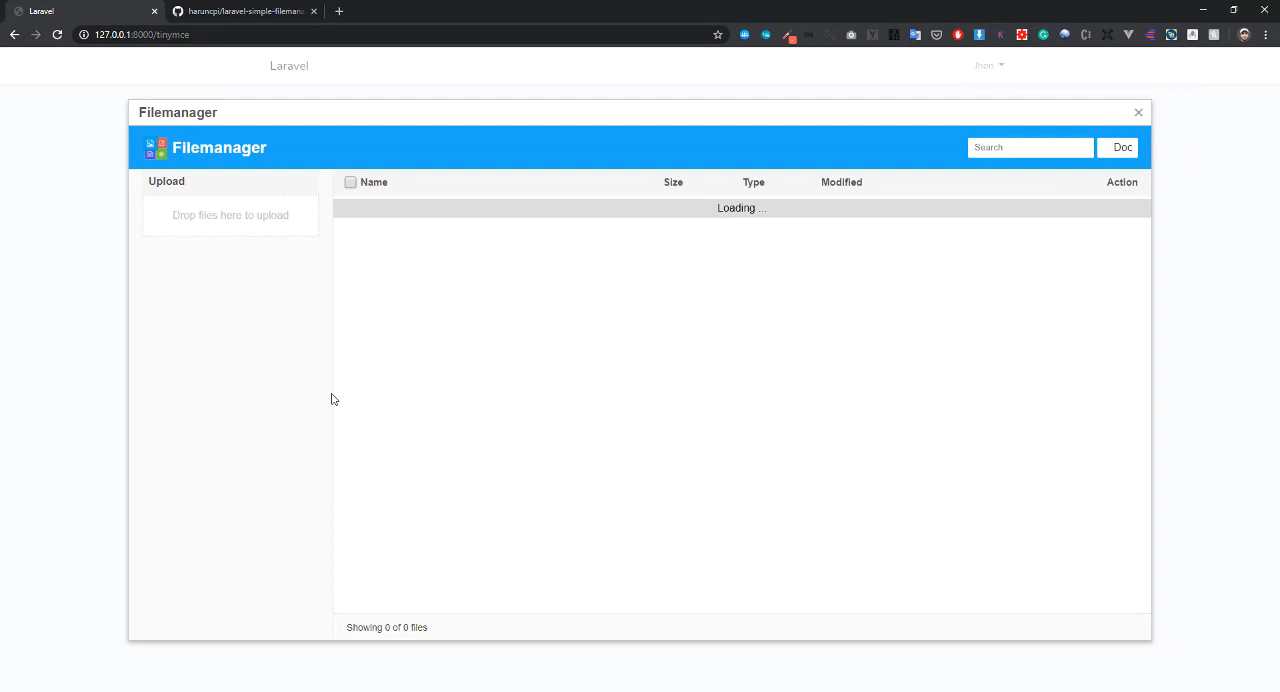 Laravel
haruncpi/laravel-simple-filema
127.0.0.1:8000/tinymce
Laravel
Jhon
Filemanager
Filemanager
Search
Doc
Upload
Name
Size
Type
Modified
Action
Drop files here to upload
Loading ...
Showing 0 of 0 files